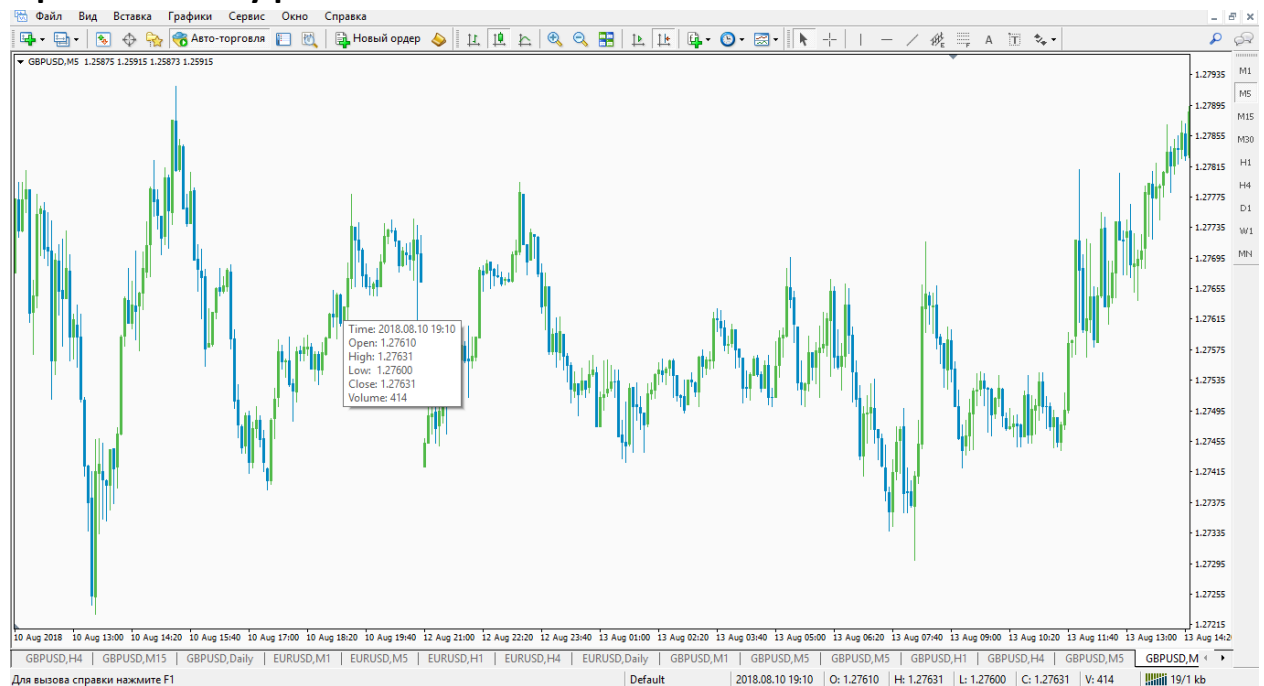 Файл Вид Вставка Графики Сервис Окно Справка
Авто-торговля Новый ордер
GBPUSD,M5 1.25875 1.25915 1.25873 1.25915
1.27935
1.27895
1.27855
1.27815
1.27775
1.27735
1.27695
1.27655
1.27615
1.27575
1.27535
1.27495
1.27455
1.27415
1.27375
1.27335
1.27295
1.27255
1.27215
M1
M5
M15
M30
H1
H4
D1
W1
MN
Time: 2018.08.10 19:10
Open: 1.27610
High: 1.27631
Low: 1.27600
Close: 1.27631
Volume: 414
10 Aug 2018 10 Aug 13:00 10 Aug 14:20 10 Aug 15:40 10 Aug 17:00 10 Aug 18:20 10 Aug 19:40 12 Aug 21:00 12 Aug 22:20 12 Aug 23:40 13 Aug 01:00 13 Aug 02:20 13 Aug 03:40 13 Aug 05:00 13 Aug 06:20 13 Aug 07:40 13 Aug 09:00 13 Aug 10:20 13 Aug 11:40 13 Aug 13:00 13 Aug 14:2
GBPUSD,H4 GBPUSD,M15 GBPUSD,Daily EURUSD,M1 EURUSD,M5 EURUSD,H1 EURUSD,H4 EURUSD,Daily GBPUSD,M1 GBPUSD,M5 GBPUSD,M5 GBPUSD,H1 GBPUSD,H4 GBPUSD,M5 GBPUSD,M
Для вызова справки нажмите F1 Default 2018.08.10 19:10 O: 1.27610 H: 1.27631 L: 1.27600 C: 1.27631 V: 414 19/1 kb